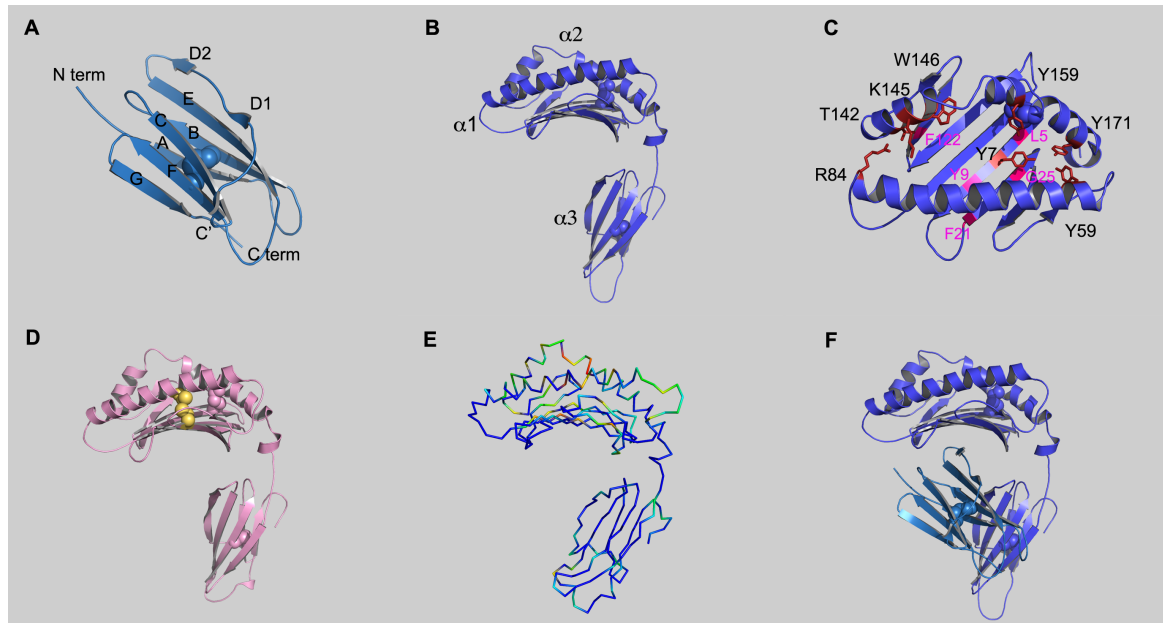 A
D2
N term
E
D1
C
B
A
F
G
C'
C term
B
α2
α1
α3
C
W146
Y159
K145
T142
Y171
F122
L5
Y7
R84
Y9
G25
F21
Y59
D
E
F